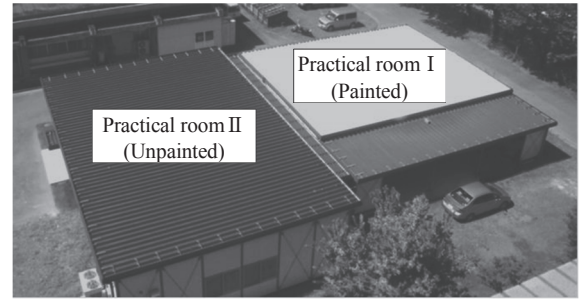 Practical room Ⅰ
(Painted)
Practical room Ⅱ
(Unpainted)